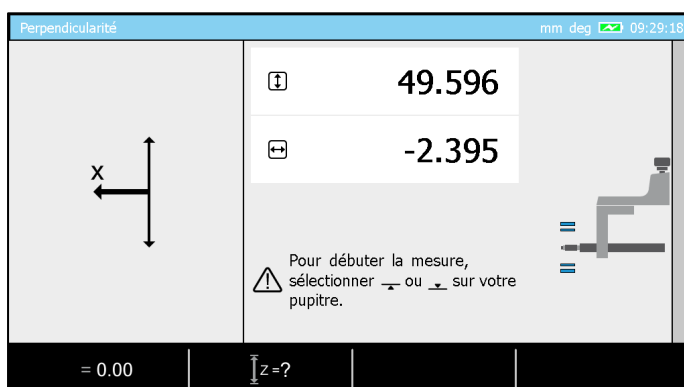 Perpendicularité
mm deg 09:29:18
49.596
-2.395
X
Pour débuter la mesure,
sélectionner ou sur votre
pupitre.
= 0.00
Z =?